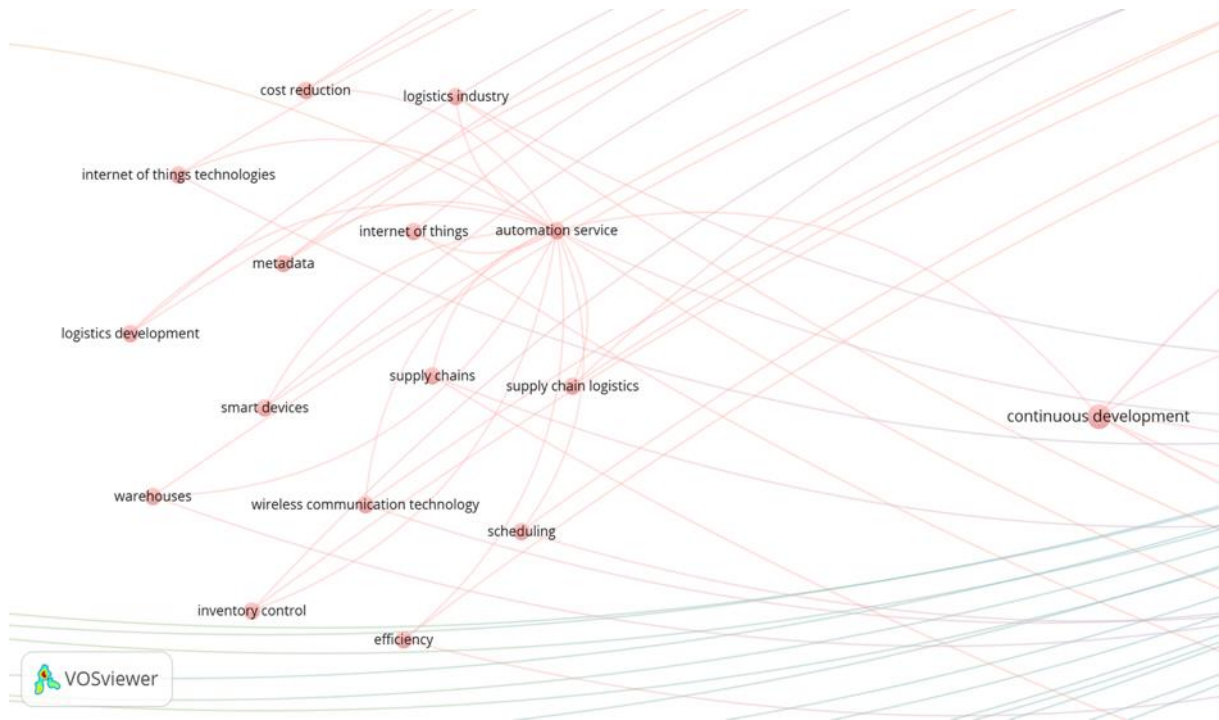 cost reduction
logistics industry
internet of things technologies
internet of things
automation service
metadata
logistics development
supply chains
supply chain logistics
smart devices
continuous development
warehouses
wireless communication technology
scheduling
inventory control
efficiency
VOSviewer